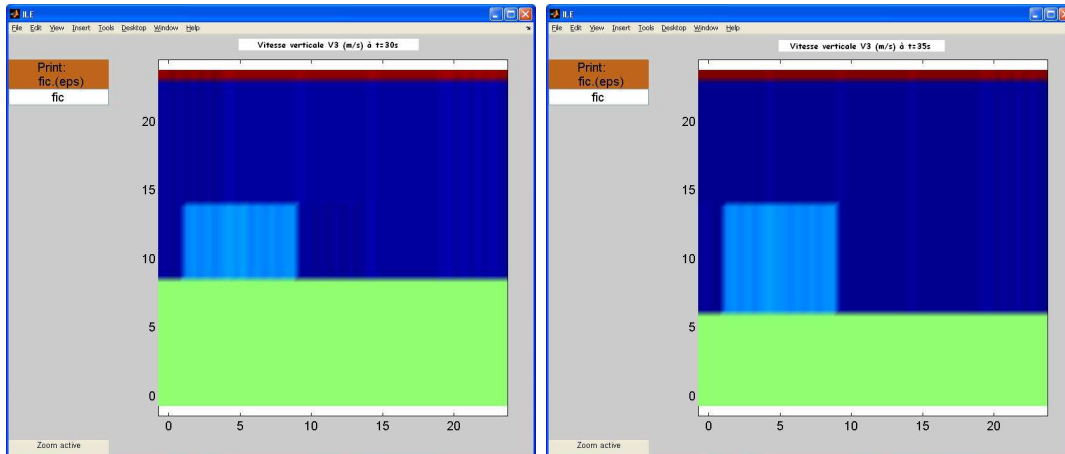 ILE
File Edit View Insert Tools Desktop Window Help
Vitesse verticale V3 (m/s) à t=30s
Print:
fic.(eps)
fic
20
15
10
5
0
0 5 10 15 20
Zoom active
ILE
File Edit View Insert Tools Desktop Window Help
Vitesse verticale V3 (m/s) à t=35s
Print:
fic.(eps)
fic
20
15
10
5
0
0 5 10 15 20
Zoom active